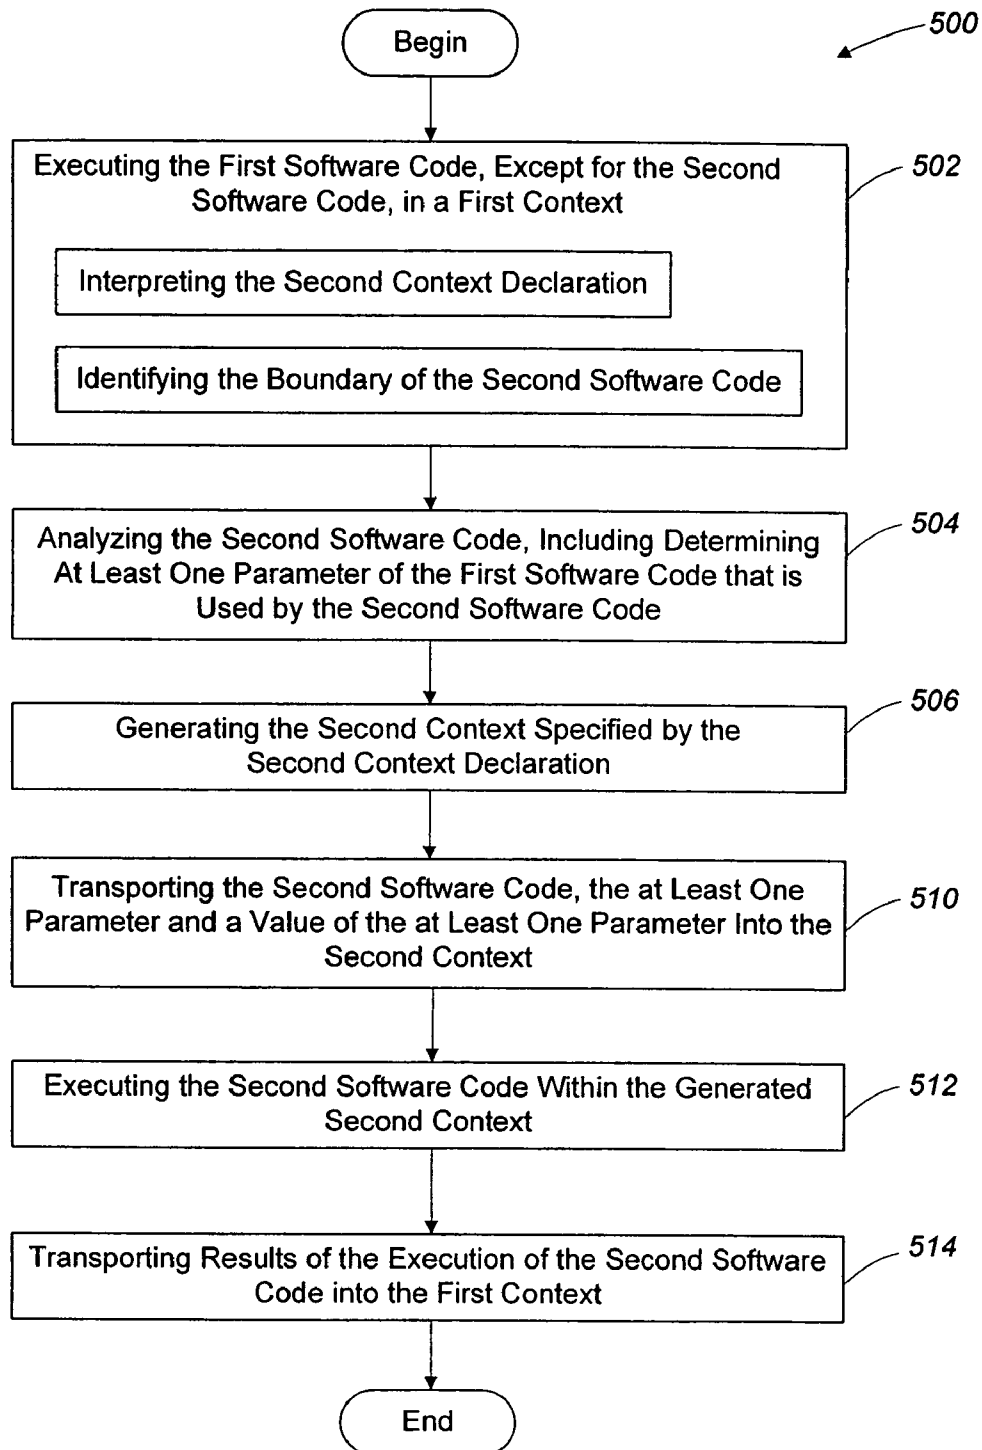 Begin
500
Executing the First Software Code, Except for the Second
Software Code, in a First Context
502
Interpreting the Second Context Declaration
Identifying the Boundary of the Second Software Code
Analyzing the Second Software Code, Including Determining
At Least One Parameter of the First Software Code that is
Used by the Second Software Code
504
Generating the Second Context Specified by the
Second Context Declaration
506
Transporting the Second Software Code, the at Least One
Parameter and a Value of the at Least One Parameter Into the
Second Context
510
Executing the Second Software Code Within the Generated
Second Context
512
Transporting Results of the Execution of the Second Software
Code into the First Context
514
End